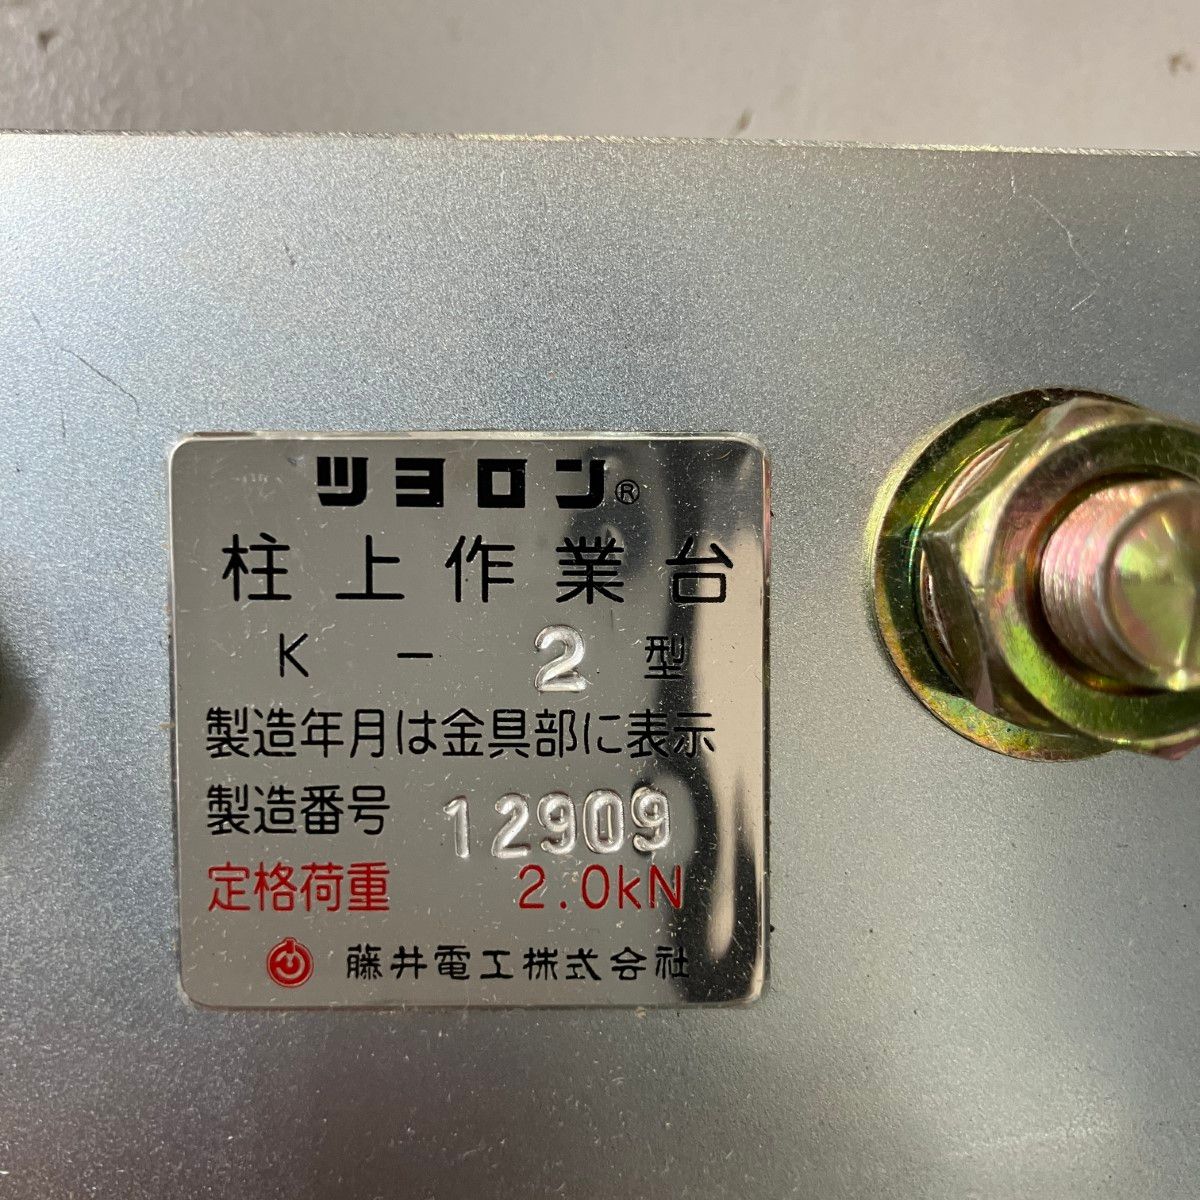 ツヨロン®
柱上作業台
K-2型
製造年月は金具部に表示
製造番号 12909
定格荷重 2.0kN
藤井電工株式会社